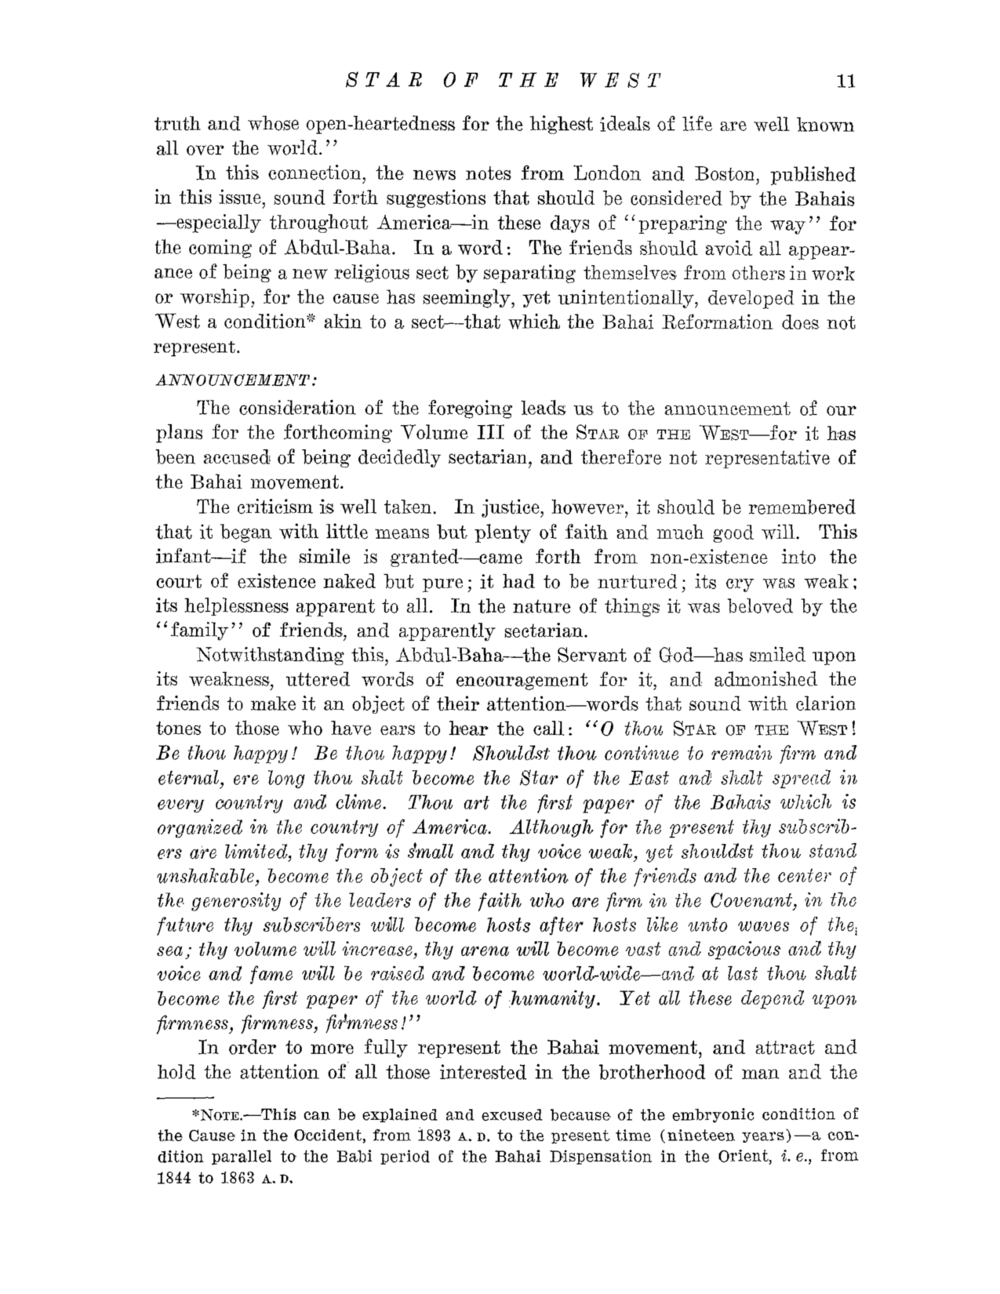 STAR OF THE WEST 11
truth and whose open-heartedness for the highest ideals of life are well known
all over the world."
In this connection, the news notes from London and Boston, published
in this issue, sound forth suggestions that should be considered by the Bahais
—especially throughout America—in these days of "preparing the way" for
the coming of Abdul-Baha. In a word: The friends should avoid all appear-
ance of being a new religious sect by separating themselves from others in work
or worship, for the cause has seemingly, yet unintentionally, developed in the
West a condition* akin to a sect—that which the Bahai Reformation does not
represent.
ANNOUNCEMENT:
The consideration of the foregoing leads us to the announcement of our
plans for the forthcoming Volume III of the STAR OF THE WEST—for it has
been accused of being decidedly sectarian, and therefore not representative of
the Bahai movement.
The criticism is well taken. In justice, however, it should be remembered
that it began with little means but plenty of faith and much good will. This
infant—if the simile is granted—came forth from non-existence into the
court of existence naked but pure; it had to be nurtured; its cry was weak;
its helplessness apparent to all. In the nature of things it was beloved by the
"family" of friends, and apparently sectarian.
Notwithstanding this, Abdul-Baha—the Servant of God—has smiled upon
its weakness, uttered words of encouragement for it, and admonished the
friends to make it an object of their attention—words that sound with clarion
tones to those who have ears to hear the call: "O thou STAR OF THE WEST!
Be thou happy! Be thou happy! Shouldst thou continue to remain firm and
eternal, ere long thou shalt become the Star of the East and shalt spread in
every country and clime. Thou art the first paper of the Bahais which is
organized in the country of America. Although for the present thy subscrib-
ers are limited, thy form is small and thy voice weak, yet shouldst thou stand
unshakable, become the object of the attention of the friends and the center of
the generosity of the leaders of the faith who are firm in the Covenant, in the
future thy subscribers will become hosts after hosts like unto waves of the
sea; thy volume will increase, thy arena will become vast and spacious and thy
voice and fame will be raised and become world-wide—and at last thou shalt
become the first paper of the world of humanity. Yet all these depend upon
firmness, firmness, firmness!"
In order to more fully represent the Bahai movement, and attract and
hold the attention of all those interested in the brotherhood of man and the
*NOTE.—This can be explained and excused because of the embryonic condition of
the Cause in the Occident, from 1893 A. D. to the present time (nineteen years)—a con-
dition parallel to the Babi period of the Bahai Dispensation in the Orient, i. e., from
1844 to 1863 A. D.